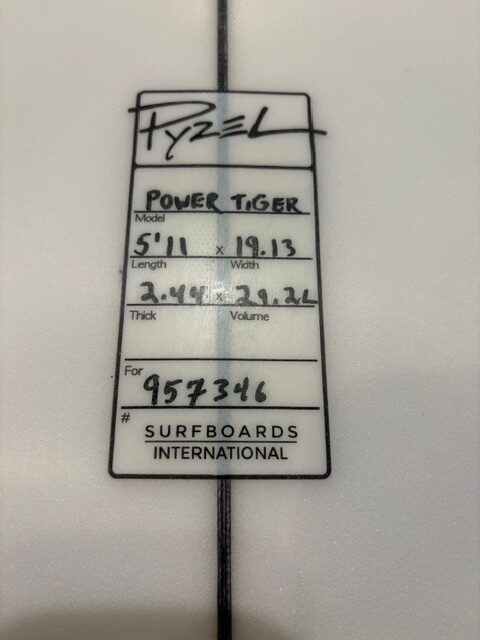 PYZEL
POWER TIGER
Model
5'11 x 19.13
Length Width
2.44 x 29.2L
Thick Volume
For
957346
#
SURFBOARDS
INTERNATIONAL